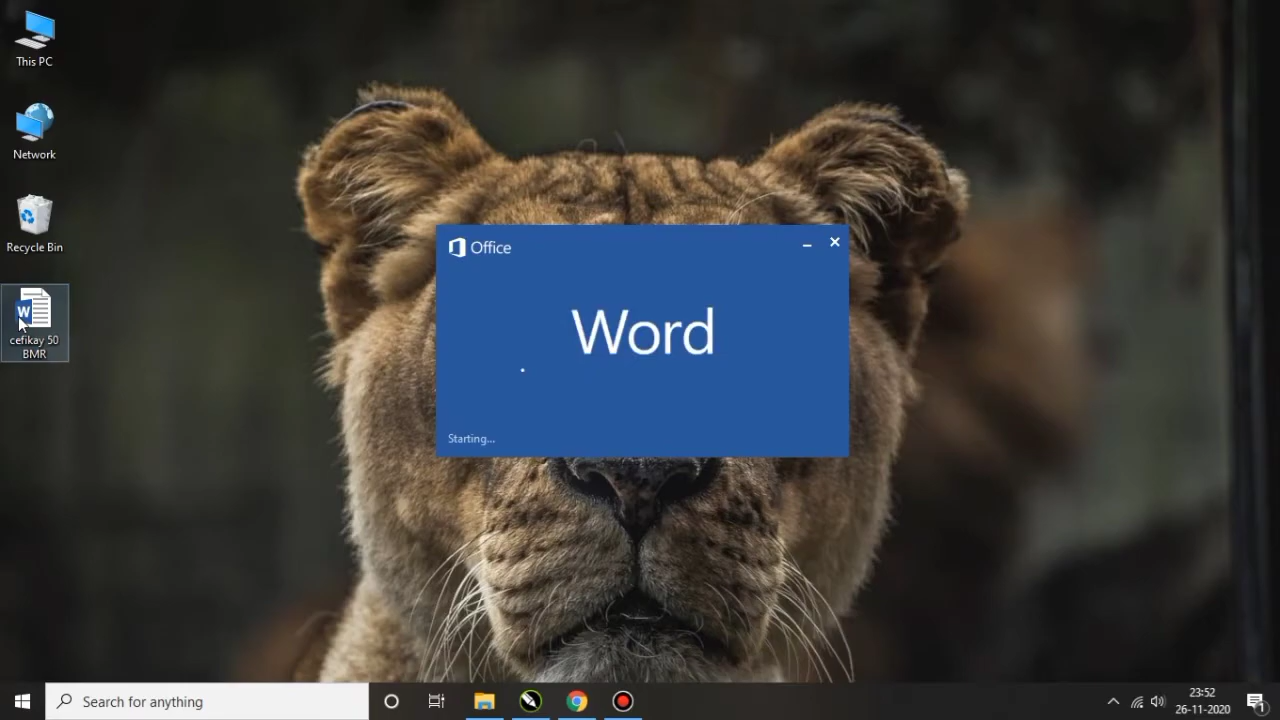 This PC
Network
Recycle Bin
W
cefikay 50
BMR
Office
Word
Starting...
Search for anything
23:52
26-11-2020
1